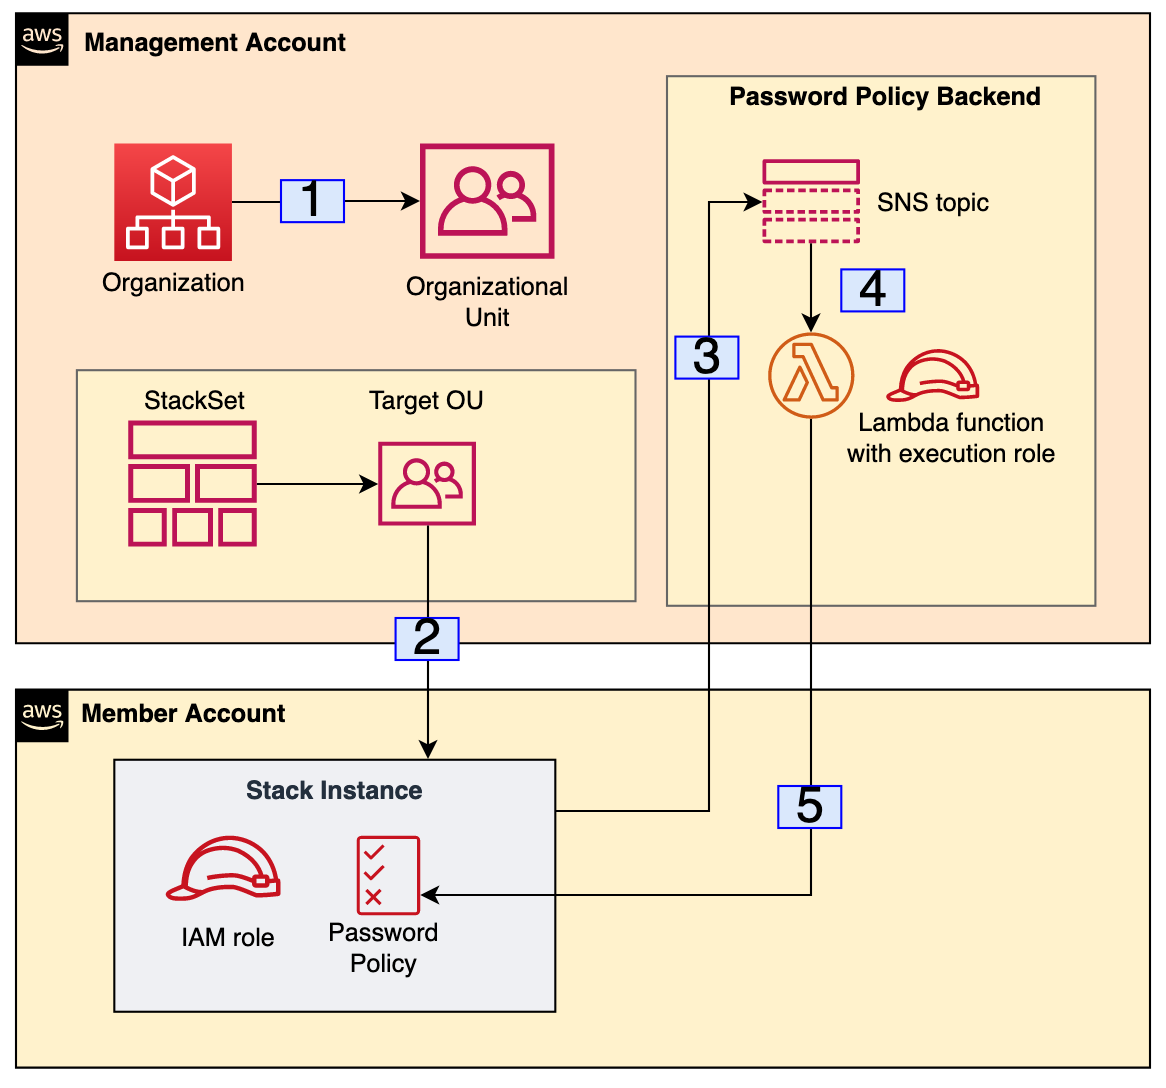 aws
Management Account
Password Policy Backend
1
SNS topic
Organization
Organizational
Unit
4
3
StackSet
Target OU
Lambda function
with execution role
2
aws
Member Account
Stack Instance
5
IAM role
Password
Policy